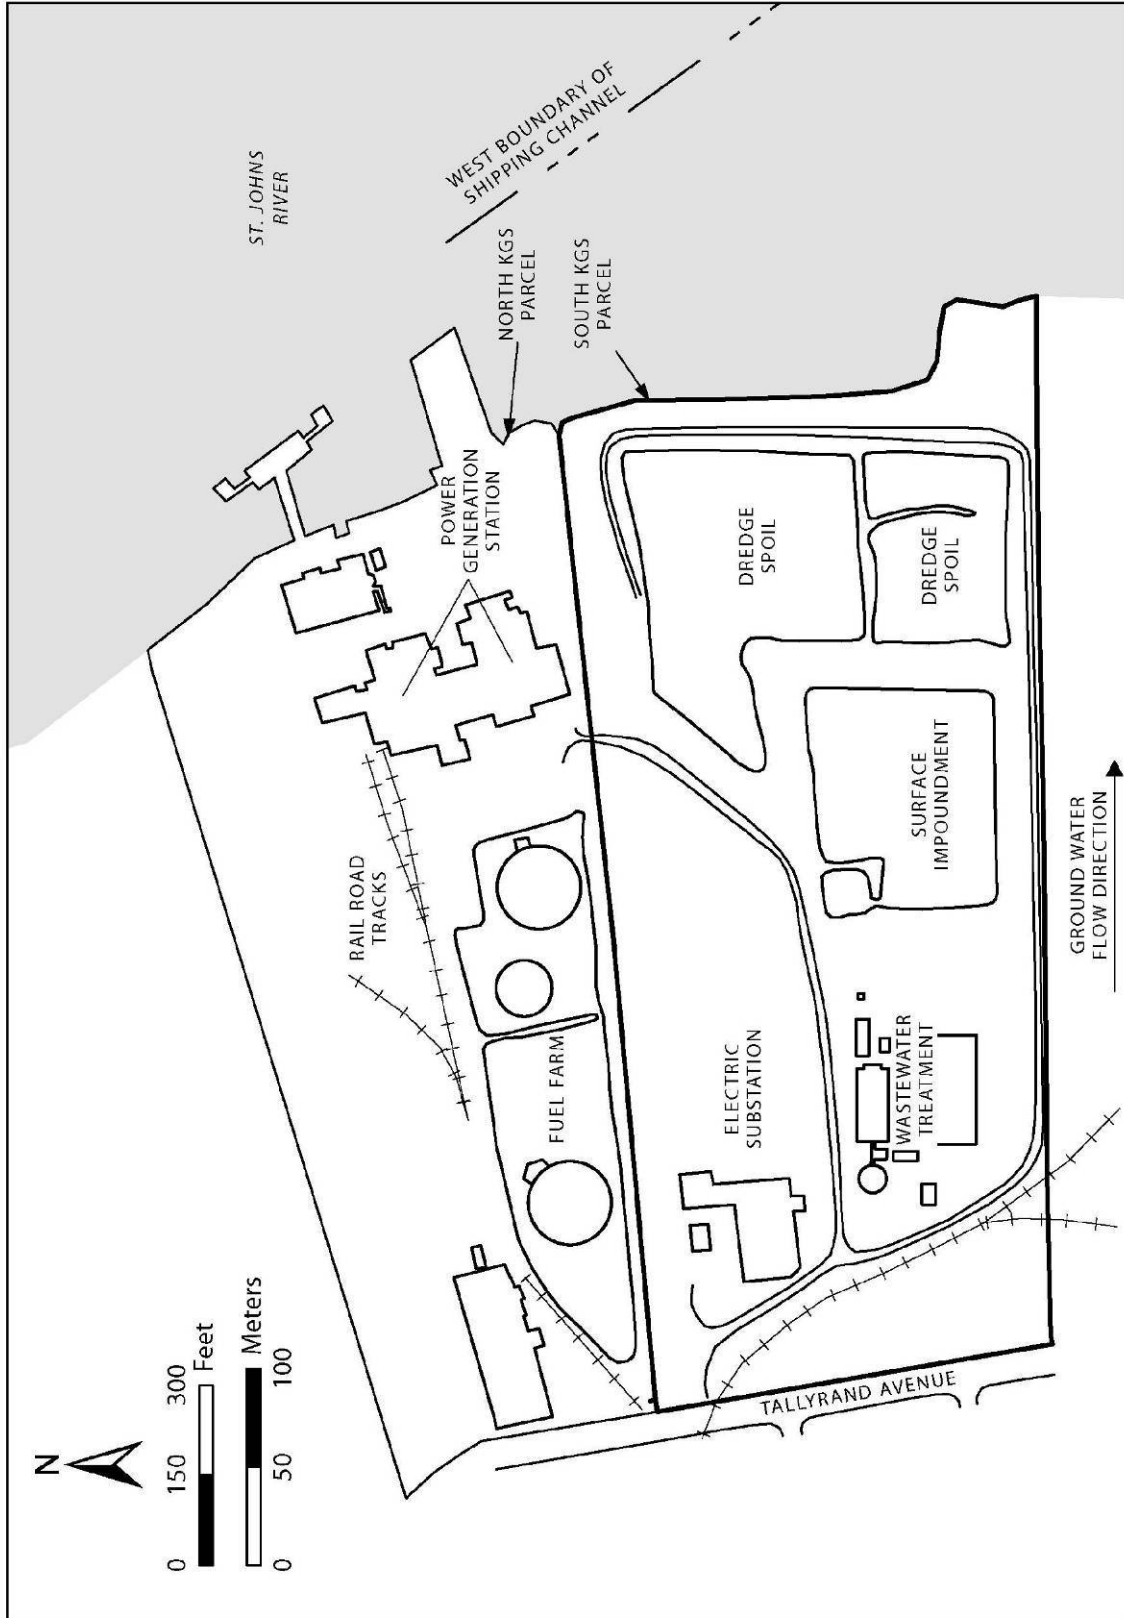 N
0 150 300
Feet
Meters
0 50 100
ST. JOHNS
RIVER
WEST BOUNDARY OF
SHIPPING CHANNEL
NORTH KGS
PARCEL
SOUTH KGS
PARCEL
POWER
GENERATION
STATION
RAIL ROAD
TRACKS
FUEL FARM
ELECTRIC
SUBSTATION
WASTEWATER
TREATMENT
SURFACE
IMPOUNDMENT
DREDGE
SPOIL
DREDGE
SPOIL
TALLYRAND AVENUE
GROUND WATER
FLOW DIRECTION